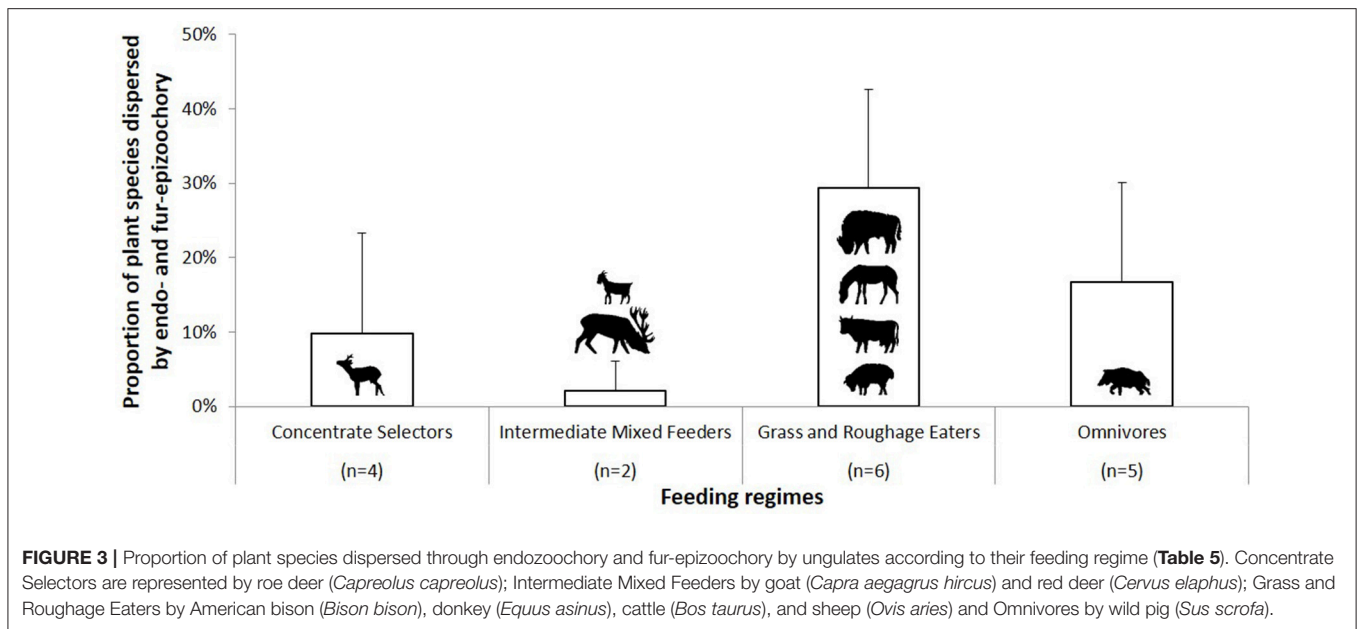 Proportion of plant species dispersed
by endo- and fur-epizoochory
50%
40%
30%
20%
10%
0%
Concentrate Selectors
Intermediate Mixed Feeders
Grass and Roughage Eaters
Omnivores
(n=4)
(n=2)
(n=6)
(n=5)
Feeding regimes
FIGURE 3 | Proportion of plant species dispersed through endozoochory and fur-epizoochory by ungulates according to their feeding regime (Table 5). Concentrate
Selectors are represented by roe deer (Capreolus capreolus); Intermediate Mixed Feeders by goat (Capra aegagrus hircus) and red deer (Cervus elaphus); Grass and
Roughage Eaters by American bison (Bison bison), donkey (Equus asinus), cattle (Bos taurus), and sheep (Ovis aries) and Omnivores by wild pig (Sus scrofa).